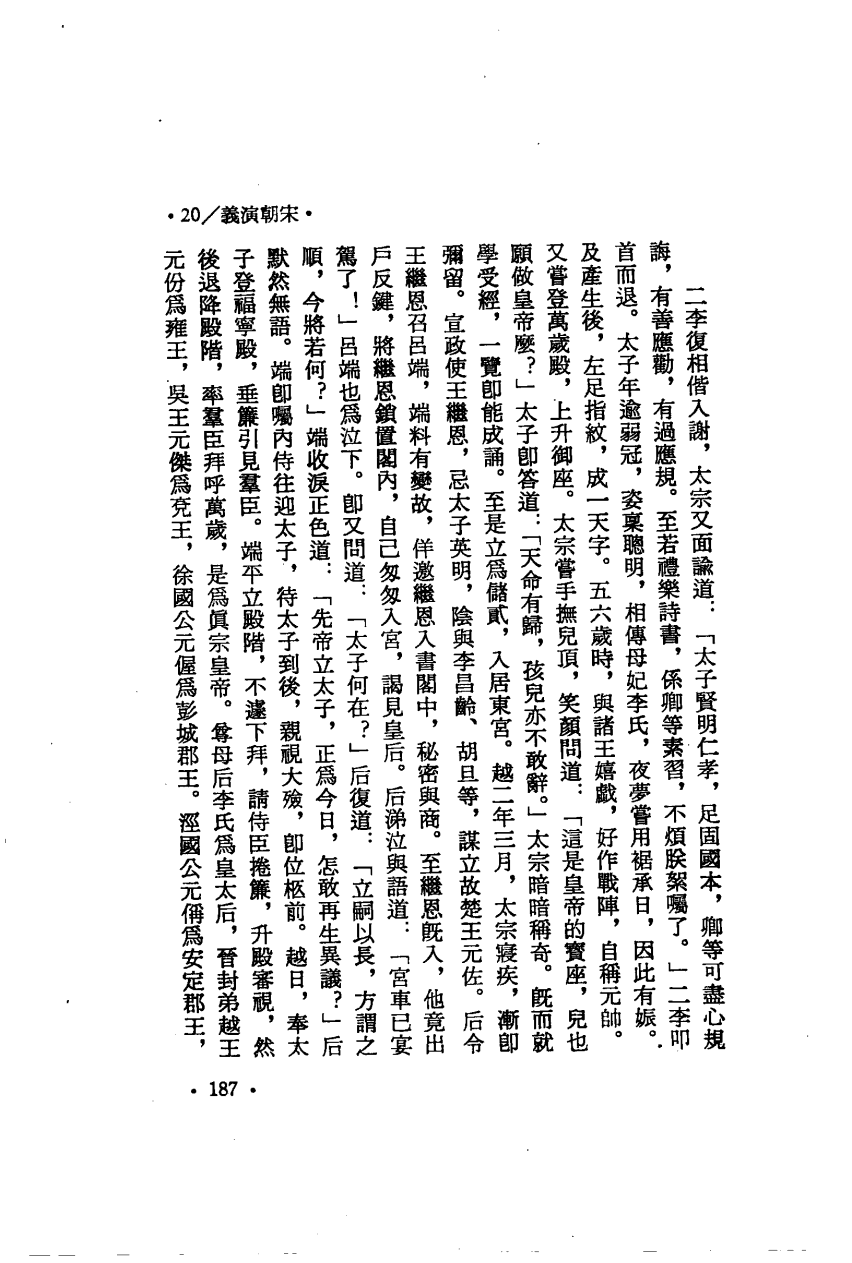 •20／義演朝宋•
二李復相偕入謝，太宗又面諭道：「太子賢明仁孝，足固國本，卿等可盡心規
誨，有善應勸，有過應規。至若禮樂詩書，係卿等素習，不煩朕絮囑了。」二李叩
首而退。太子年逾弱冠，姿稟聰明，相傳母妃李氏，夜夢嘗用裾承日，因此有娠。
及產生後，左足指紋，成一天字。五六歲時，與諸王嬉戲，好作戰陣，自稱元帥。
又嘗登萬歲殿，上升御座。太宗嘗手撫兒頂，笑顏問道：「這是皇帝的寶座，兒也
願做皇帝麼？」太子卽答道：「天命有歸，孩兒亦不敢辭。」太宗暗暗稱奇。旣而就
學受經，一覽卽能成誦。至是立爲儲貳，入居東宮。越二年三月，太宗寢疾，漸卽
彌留。宣政使王繼恩，忌太子英明，陰與李昌齡、胡旦等，謀立故楚王元佐。后令
王繼恩召呂端，端料有變故，佯邀繼恩入書閣中，秘密與商。至繼恩旣入，他竟出
戶反鍵，將繼恩鎖置閣內，自己匆匆入宮，謁見皇后。后涕泣與語道：「宮車已宴
駕了！」呂端也爲泣下。卽又問道：「太子何在？」后復道：「立嗣以長，方謂之
順，今將若何？」端收淚正色道：「先帝立太子，正爲今日，怎敢再生異議？」后
默然無語。端卽囑內侍往迎太子，待太子到後，親視大殮，卽位柩前。越日，奉太
子登福寧殿，垂簾引見羣臣。端平立殿階，不遽下拜，請侍臣捲簾，升殿審視，然
後退降殿階，率羣臣拜呼萬歲，是爲眞宗皇帝。尊母后李氏爲皇太后，晉封弟越王
元份爲雍王，吳王元傑爲兗王，徐國公元偓爲彭城郡王。涇國公元偁爲安定郡王，
•187•